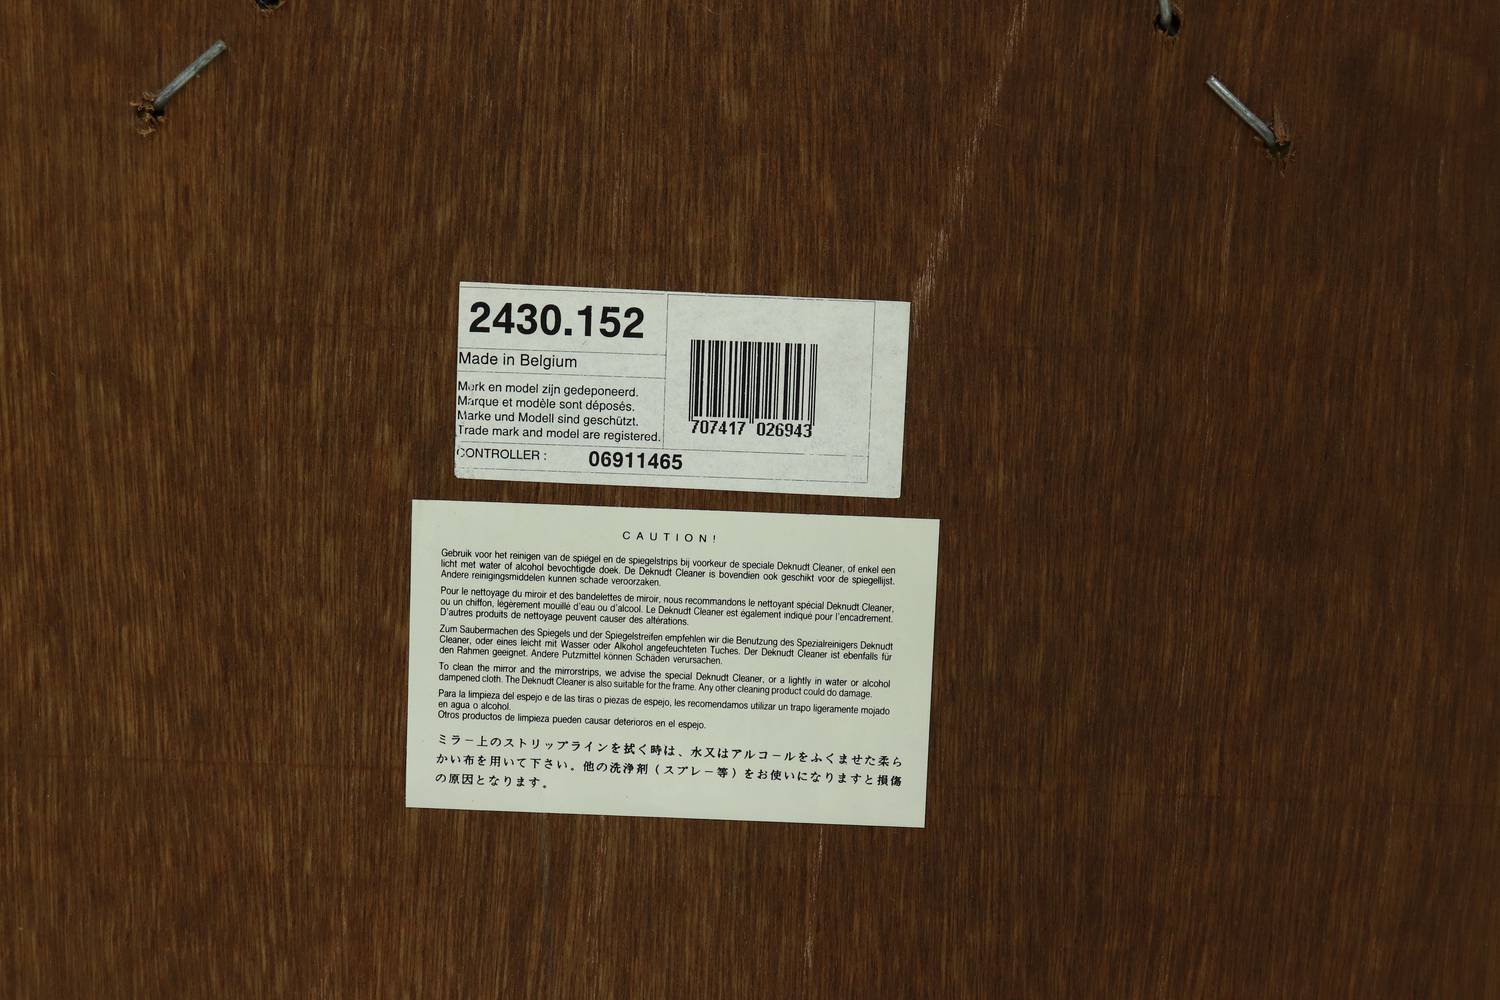 2430.152
Made in Belgium
Merk en model zijn gedeponeerd.
Marque et modèle sont déposés.
Marke und Modell sind geschützt.
Trade mark and model are registered.
CONTROLLER : 06911465
707417 026943
CAUTION!
Gebruik voor het reinigen van de spiegel en de spiegelstrips bij voorkeur de speciale Deknudt Cleaner, of enkel een
licht met water of alcohol bevochtigde doek. De Deknudt Cleaner is bovendien ook geschikt voor de spiegellijst.
Andere reinigingsmiddelen kunnen schade veroorzaken.
Pour le nettoyage du miroir et des bandelettes de miroir, nous recommandons le nettoyant spécial Deknudt Cleaner,
ou un chiffon, légèrement mouillé d'eau ou d'alcool. Le Deknudt Cleaner est également indiqué pour l'encadrement.
D'autres produits de nettoyage peuvent causer des altérations.
Zum Saubermachen des Spiegels und der Spiegelstreifen empfehlen wir die Benutzung des Spezialreinigers Deknudt
Cleaner, oder eines leicht mit Wasser oder Alkohol angefeuchteten Tuches. Der Deknudt Cleaner ist ebenfalls für
den Rahmen geeignet. Andere Putzmittel können Schäden verursachen.
To clean the mirror and the mirrorstrips, we advise the special Deknudt Cleaner, or a lightly in water or alcohol
dampened cloth. The Deknudt Cleaner is also suitable for the frame. Any other cleaning product could do damage.
Para la limpieza del espejo e de las tiras o piezas de espejo, les recomendamos utilizar un trapo ligeramente mojado
en agua o alcohol.
Otros productos de limpieza pueden causar deterioros en el espejo.
ミラー上のストリップラインを拭く時は、水又はアルコールをふくませた柔ら
かい布を用いて下さい。他の洗浄剤（スプレー等）をお使いになりますと損傷
の原因となります。